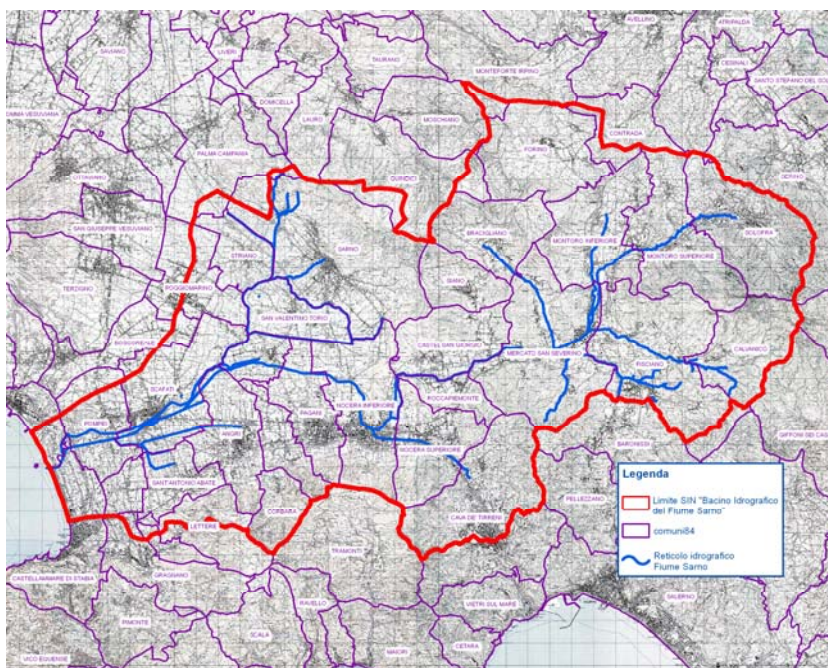 AVELLINO
ATRIPALDA
SAVIANO
LIVERI
TAURANO
MONTEFORTE IRPINO
CESINALI
SANTO STEFANO DEL SOL
DOMICELLA
LAURO
MOSCHIANO
CONTRADA
FORINO
PALMA CAMPANIA
OTTAVIANO
QUINDICI
SAN GIUSEPPE VESUVIANO
STRIANO
SARNO
BRACIGLIANO
MONTORO INFERIORE
SOLOFRA
MONTORO SUPERIORE
SIANO
TERZIGNO
POGGIOMARINO
SAN VALENTINO TORIO
CASTEL SAN GIORGIO
MERCATO SAN SEVERINO
CALVANICO
FISCIANO
BOSCOREALE
SCAFATI
ROCCAPIEMONTE
NOCERA INFERIORE
PAGANI
POMPEI
ANGRI
NOCERA SUPERIORE
BARONISSI
SANT'ANTONIO ABATE
CORBARA
LETTERE
CAVA DE' TIRRENI
PELLEZZANO
TRAMONTI
CASTELLAMMARE DI STABIA
GRAGNANO
PIMONTE
RAVELLO
SCALA
VIETRI SUL MARE
SALERNO
CETARA
MAIORI
VICO EQUENSE
Legenda
Limite SIN "Bacino Idrografico
del Fiume Sarno"
comuni84
Reticolo idrografico
Fiume Sarno